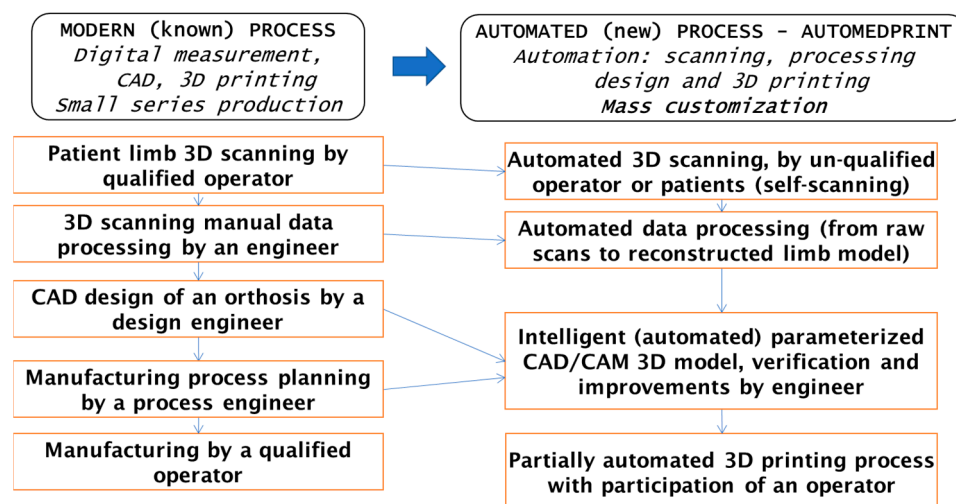 MODERN (known) PROCESS
Digital measurement,
CAD, 3D printing
Small series production
AUTOMATED (new) PROCESS – AUTOMEDPRINT
Automation: scanning, processing
design and 3D printing
Mass customization
Patient limb 3D scanning by
qualified operator
3D scanning manual data
processing by an engineer
CAD design of an orthosis by a
design engineer
Manufacturing process planning
by a process engineer
Manufacturing by a qualified
operator
Automated 3D scanning, by un-qualified
operator or patients (self-scanning)
Automated data processing (from raw
scans to reconstructed limb model)
Intelligent (automated) parameterized
CAD/CAM 3D model, verification and
improvements by engineer
Partially automated 3D printing process
with participation of an operator